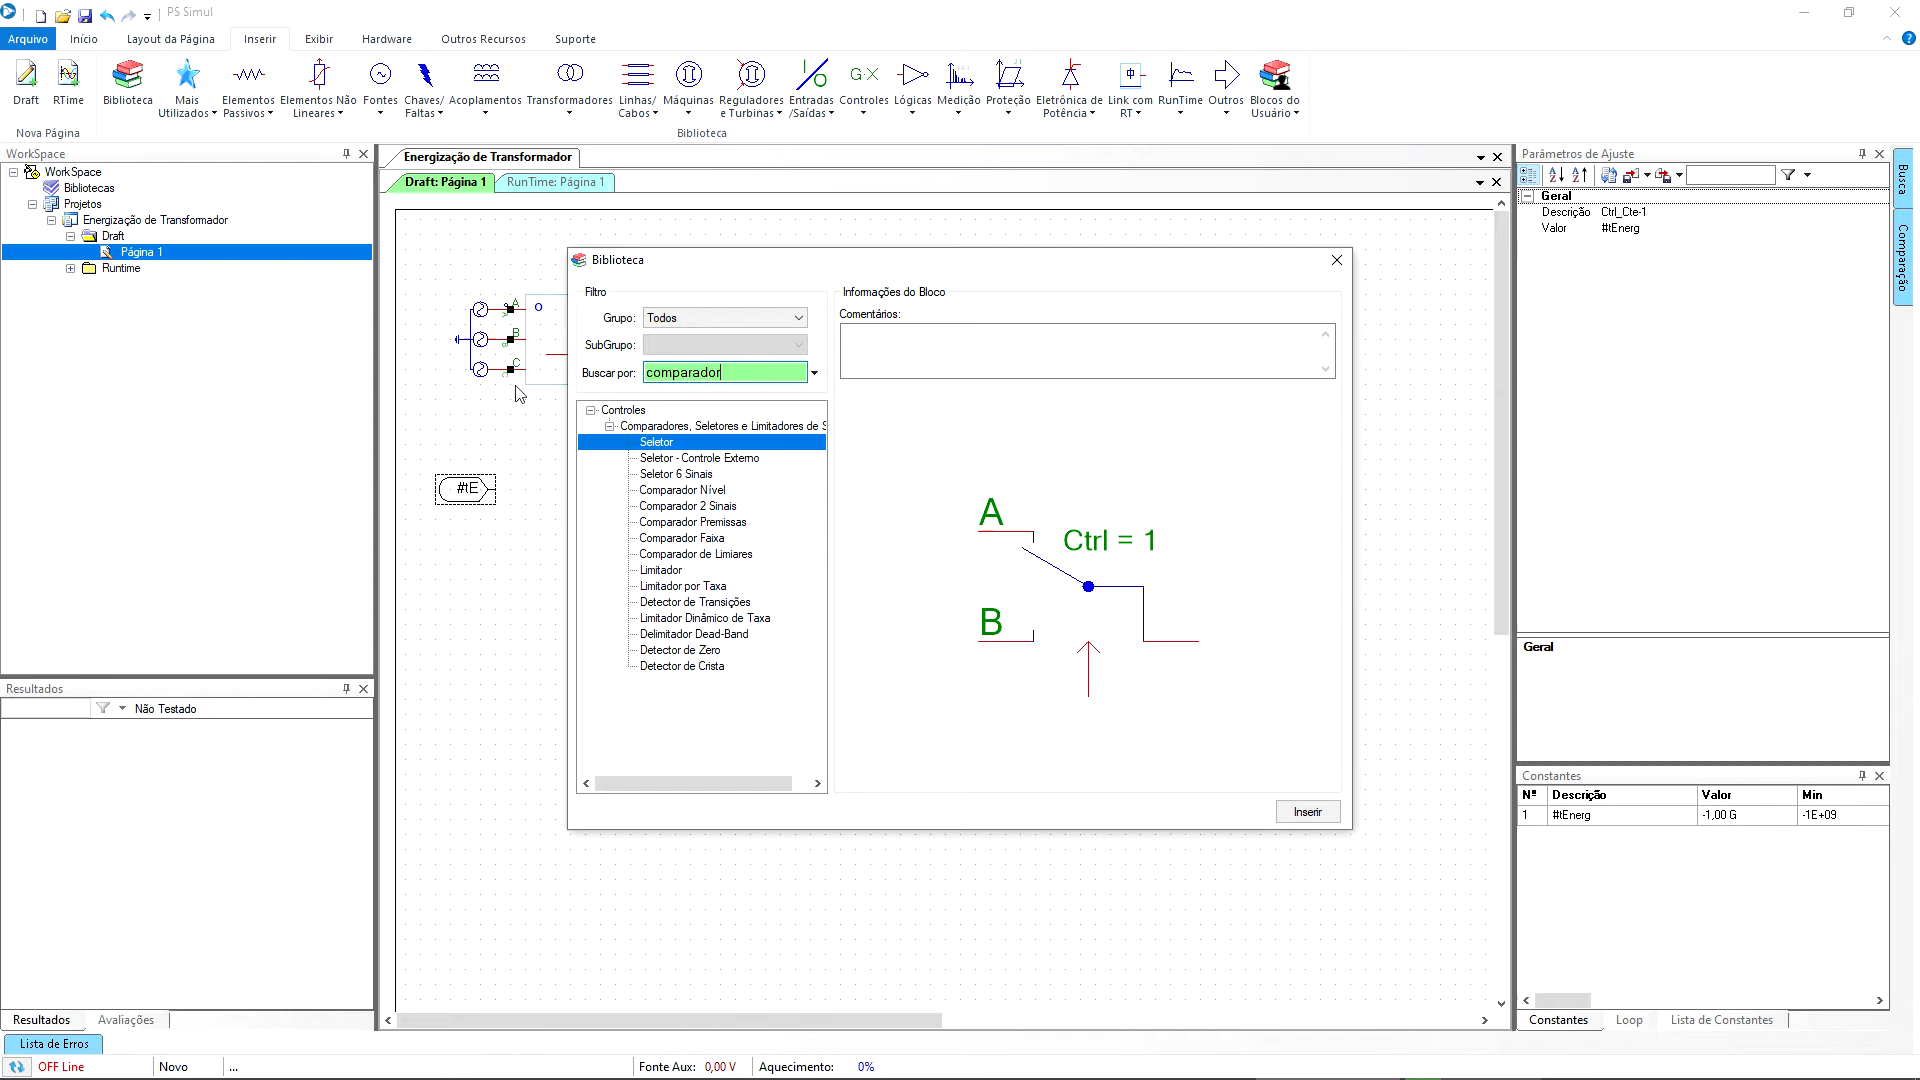 PS Simul
Arquivo Início Layout da Página Inserir Exibir Hardware Outros Recursos Suporte
Draft RTime Biblioteca Mais Utilizados Elementos Passivos Elementos Não Lineares Fontes Chaves/ Faltas Acoplamentos Transformadores Linhas/ Cabos Máquinas Reguladores e Turbinas Entradas /Saídas Controles Lógicas Medição Proteção Eletrônica de Potência Link com RT RunTime Outros Blocos do Usuário
Nova Página Biblioteca
WorkSpace
WorkSpace
Bibliotecas
Projetos
Energização de Transformador
Draft
Página 1
Runtime
Resultados
Não Testado
Resultados Avaliações
Lista de Erros
Energização de Transformador
Draft: Página 1 RunTime: Página 1
A
B
C
#tE
Biblioteca
Filtro
Grupo: Todos
SubGrupo:
Buscar por: comparador
Controles
Comparadores, Seletores e Limitadores de S
Seletor
Seletor - Controle Externo
Seletor 6 Sinais
Comparador Nível
Comparador 2 Sinais
Comparador Premissas
Comparador Faixa
Comparador de Limiares
Limitador
Limitador por Taxa
Detector de Transições
Limitador Dinâmico de Taxa
Delimitador Dead-Band
Detector de Zero
Detector de Crista
Informações do Bloco
Comentários:
A
Ctrl = 1
B
Inserir
Parâmetros de Ajuste
Geral
Descrição Ctrl_Cte-1
Valor #tEnerg
Geral
Busca
Comparação
Constantes
Nº Descrição Valor Min
1 #tEnerg -1,00 G -1E+09
Constantes Loop Lista de Constantes
OFF Line Novo ... Fonte Aux: 0,00 V Aquecimento: 0%